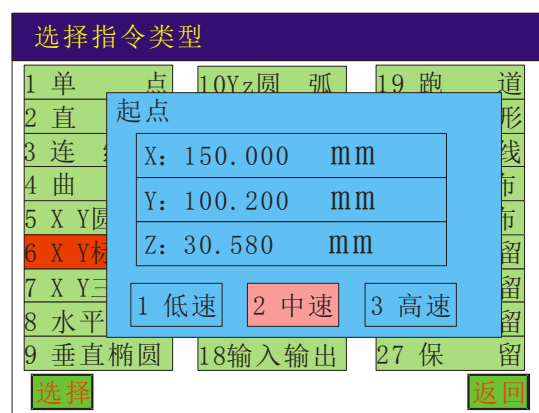 选择指令类型
1 单 点 10Yz圆 弧 19 跑 道
2 直 形
3 连 线
4 曲 布
5 X Y圆 布
6 X Y标 留
7 X Y三 留
8 水平 留
9 垂直椭圆 18输入输出 27 保 留
起点
X: 150.000 mm
Y: 100.200 mm
Z: 30.580 mm
1 低速 2 中速 3 高速
选择 返回